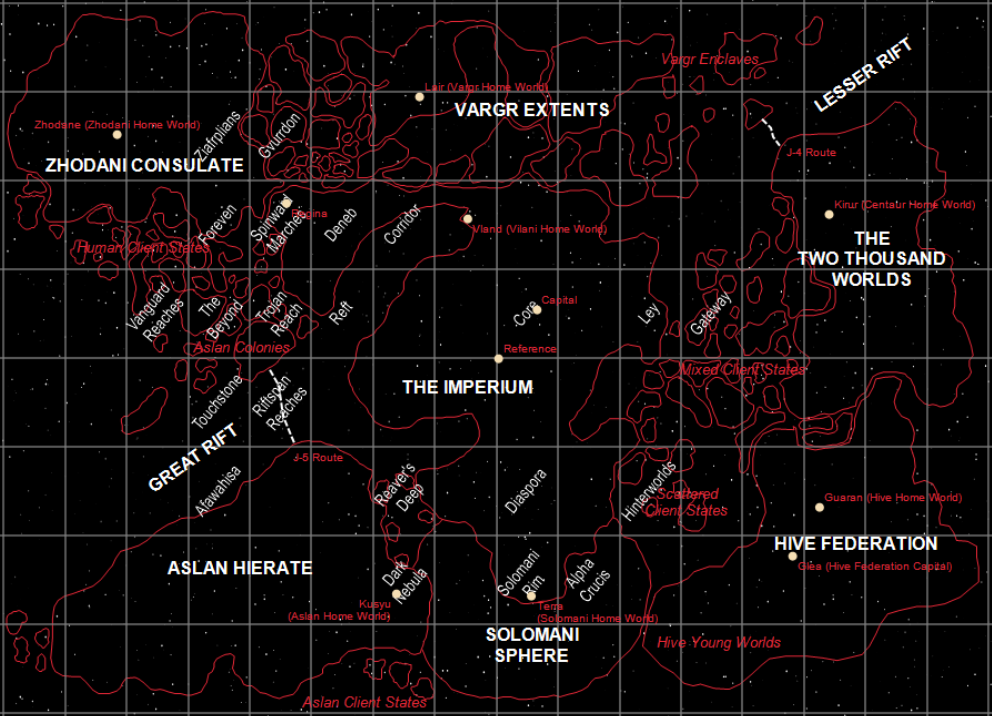 Vargr Enclaves
LESSER RIFT
Lair (Vargr Home World)
VARGR EXTENTS
Zhodane (Zhodani Home World)
Ziafrplians
Gvurrdon
ZHODANI CONSULATE
J-4 Route
Kirur (Centaur Home World)
Regina
Foreven
Spinward
Marches
Deneb
Corridor
Vland (Vilani Home World)
Human Client States
THE
TWO THOUSAND
WORLDS
Vanguard
Reaches
The
Beyond
Trojan
Reach
Reft
Core
Capital
Ley
Gateway
Aslan Colonies
Reference
Mixed Client States
THE IMPERIUM
Touchstone
Riftspan
Reaches
GREAT RIFT
J-5 Route
Afawahisa
Reaver's
Deep
Diaspora
Hinterworlds
Scattered
Client States
Guaran (Hive Home World)
HIVE FEDERATION
Glea (Hive Federation Capital)
ASLAN HIERATE
Dark
Nebula
Solomani
Rim
Alpha
Crucis
Kusyu
(Aslan Home World)
Terra
(Solomani Home World)
SOLOMANI
SPHERE
Hive Young Worlds
Aslan Client States